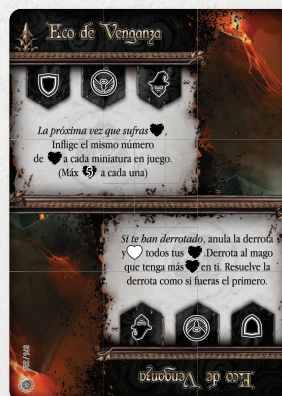 Eco de Venganza
La próxima vez que sufras
Inflige el mismo número
de a cada miniatura en juego.
(Máx 5 a cada una)
Si te han derrotado, anula la derrota
y todos tus . Derrota al mago
que tenga más en ti. Resuelve la
derrota como si fueras el primero.
Eco de Venganza